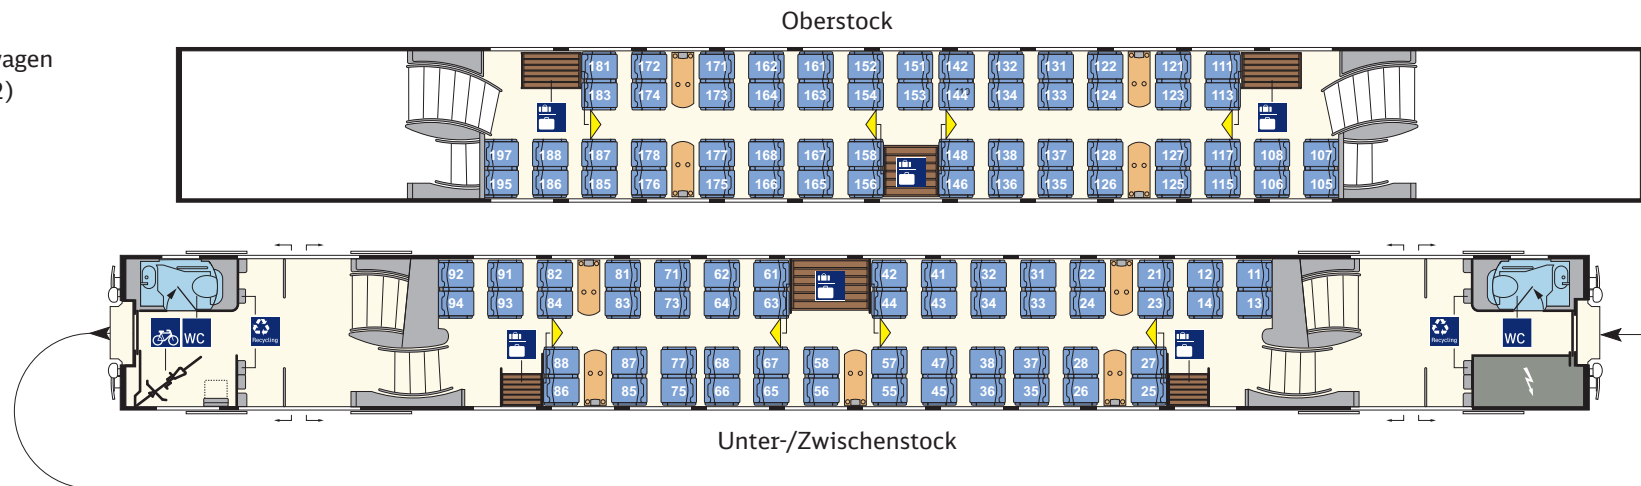 Oberstock
agen
2)
181 172 171 162 161 152 151 142 132 131 122 121 111
183 174 173 164 163 154 153 144 134 133 124 123 113
197 188 187 178 177 168 167 158 148 138 137 128 127 117 108 107
195 186 185 176 175 166 165 156 146 136 135 126 125 115 106 105
92 91 82 81 71 62 61 42 41 32 31 22 21 12 11
94 93 84 83 73 64 63 44 43 34 33 24 23 14 13
WC Recycling Recycling WC
88 87 77 68 67 58 57 47 38 37 28 27
86 85 75 66 65 56 55 45 36 35 26 25
Unter-/Zwischenstock